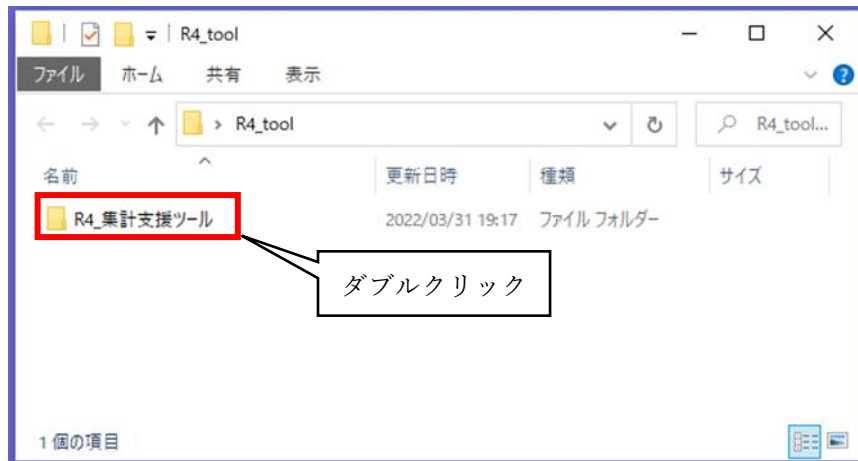 R4_tool
ファイル ホーム 共有 表示
R4_tool R4_tool...
名前 更新日時 種類 サイズ
R4_集計支援ツール 2022/03/31 19:17 ファイル フォルダー
ダブルクリック
1 個の項目